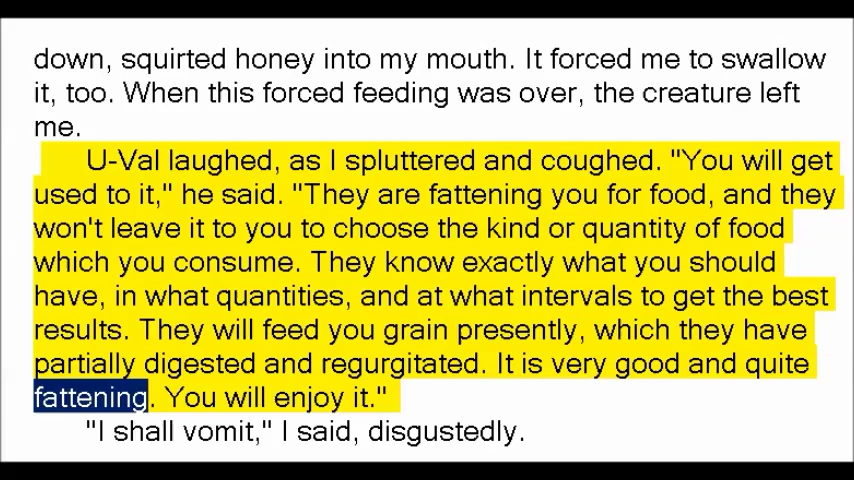 down, squirted honey into my mouth. It forced me to swallow
it, too. When this forced feeding was over, the creature left
me.
U-Val laughed, as I spluttered and coughed. "You will get
used to it," he said. "They are fattening you for food, and they
won't leave it to you to choose the kind or quantity of food
which you consume. They know exactly what you should
have, in what quantities, and at what intervals to get the best
results. They will feed you grain presently, which they have
partially digested and regurgitated. It is very good and quite
fattening. You will enjoy it."
"I shall vomit," I said, disgustedly.